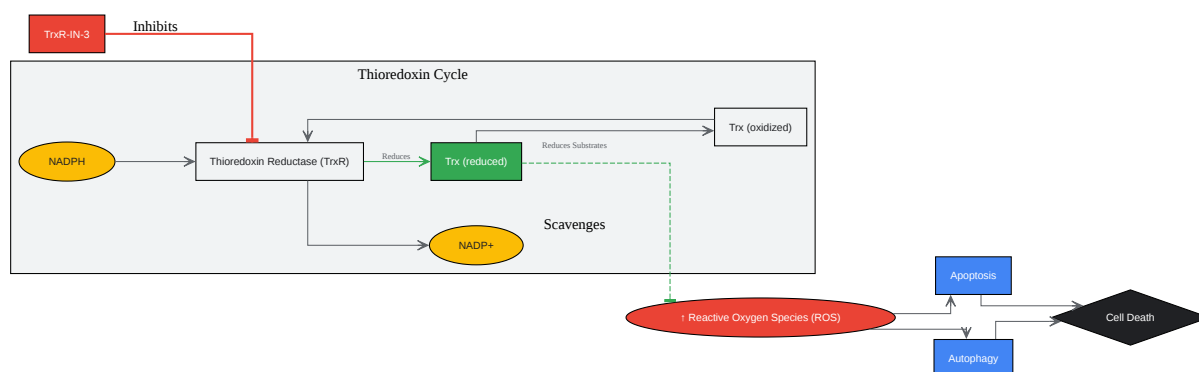 TrxR-IN-3
Inhibits
Thioredoxin Cycle
Trx (oxidized)
Reduces Substrates
NADPH
Thioredoxin Reductase (TrxR)
Reduces
Trx (reduced)
Scavenges
NADP+
Apoptosis
↑ Reactive Oxygen Species (ROS)
Cell Death
Autophagy